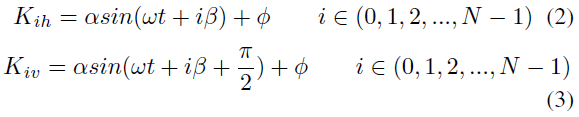 K_{ih} = αsin(ωt + iβ) + ϕ i ∈ (0, 1, 2, ..., N − 1) (2)
K_{iv} = αsin(ωt + iβ + \frac{π}{2}) + ϕ i ∈ (0, 1, 2, ..., N − 1)
(3)